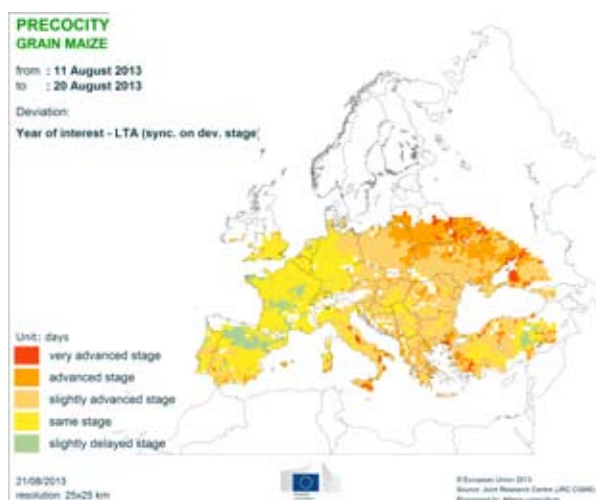 PRECOCITY
GRAIN MAIZE
from : 11 August 2013
to : 20 August 2013
Deviation:
Year of interest - LTA (sync. on dev. stage)
Unit: days
very advanced stage
advanced stage
slightly advanced stage
same stage
slightly delayed stage
21/08/2013
resolution: 25x25 km
© European Union 2013
Source: Joint Research Centre (JRC CGMS)